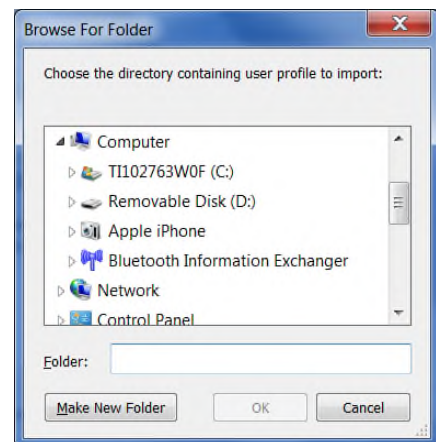 Browse For Folder
Choose the directory containing user profile to import:
Computer
TI102763W0F (C:)
Removable Disk (D:)
Apple iPhone
Bluetooth Information Exchanger
Network
Control Panel
Folder:
Make New Folder OK Cancel